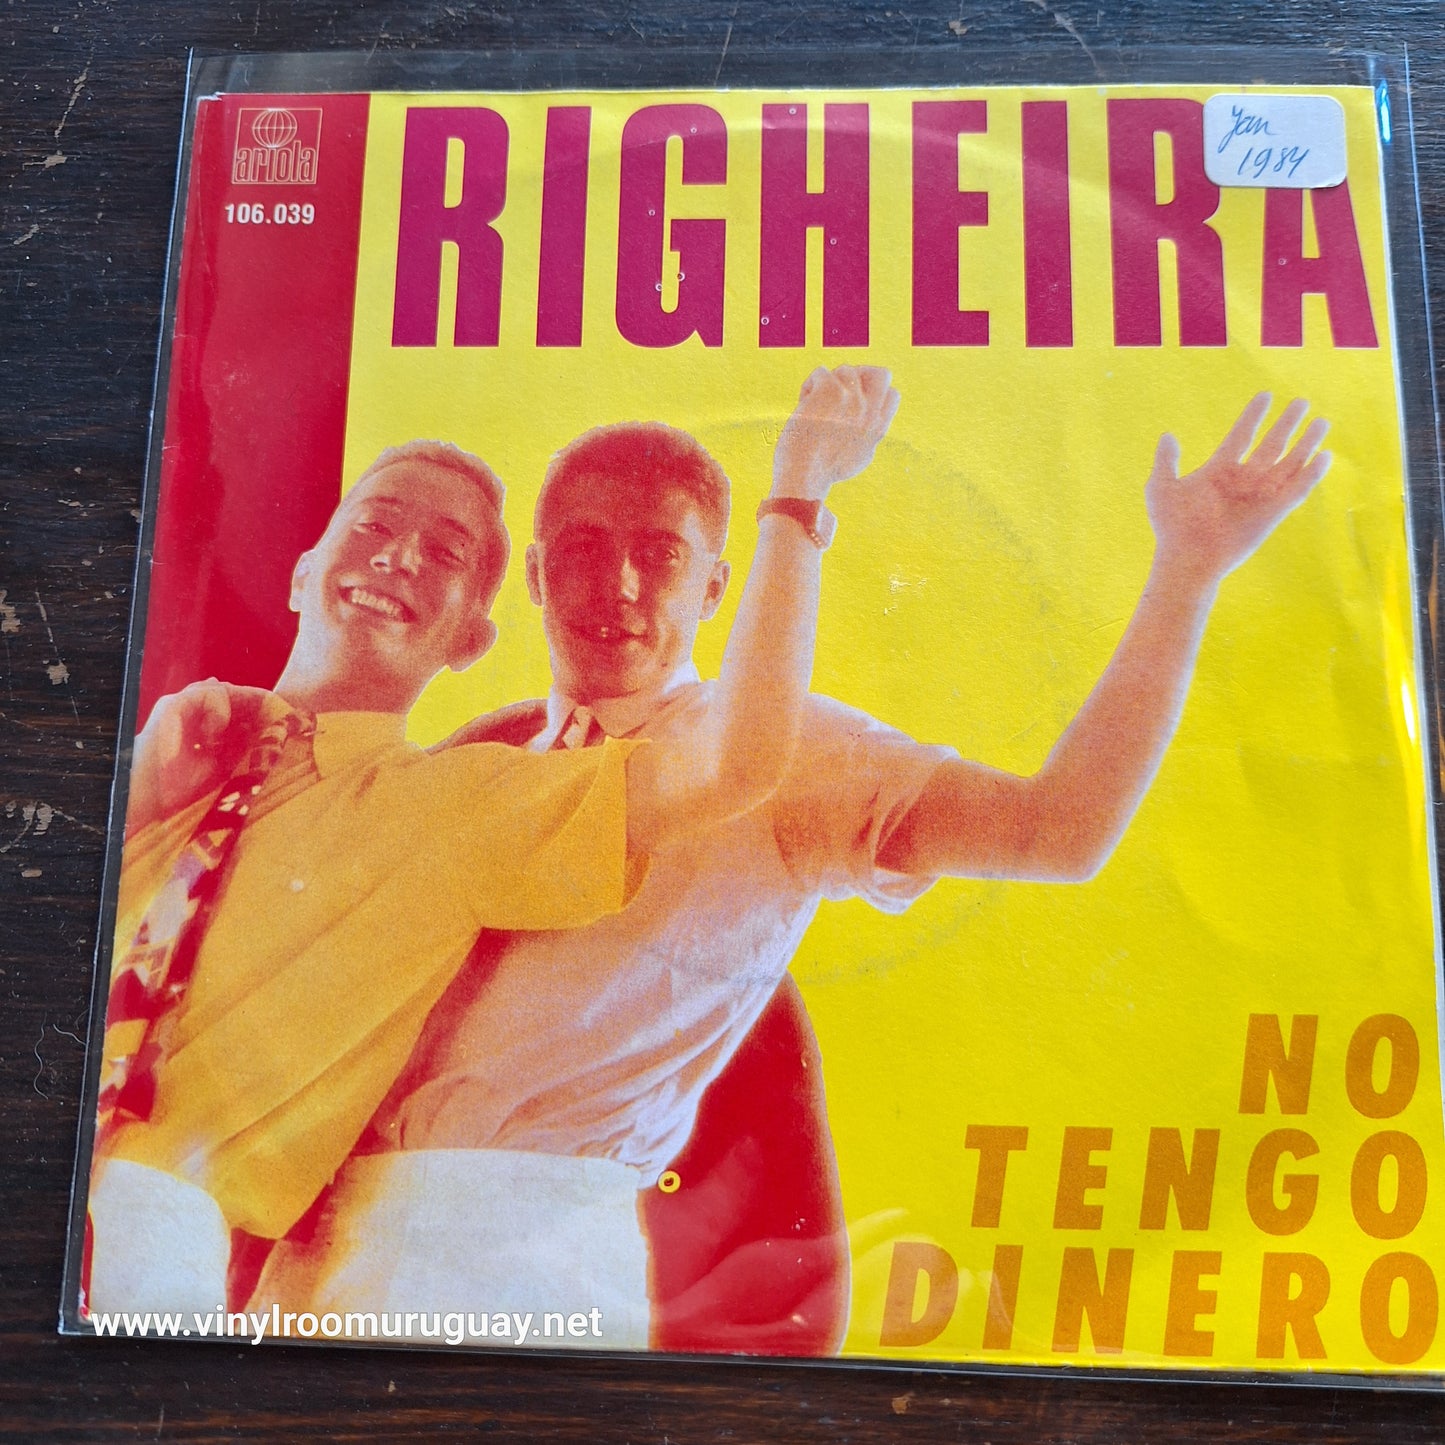 ariola
106.039
RIGHEIRA
Jan
1984
NO
TENGO
DINERO
www.vinylroomuruguay.net